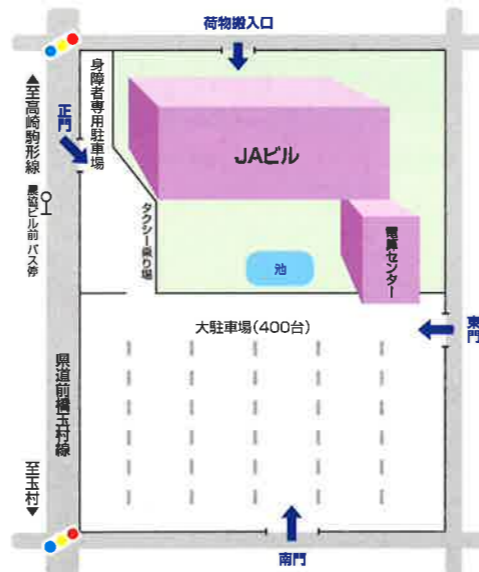 荷物搬入口
▲至高崎駒形線
正門
身障者専用駐車場
JAビル
農協ビル前 バス停
タクシー乗り場
電算センター
池
大駐車場(400台)
東門
県道前橋玉村線
至玉村▼
南門